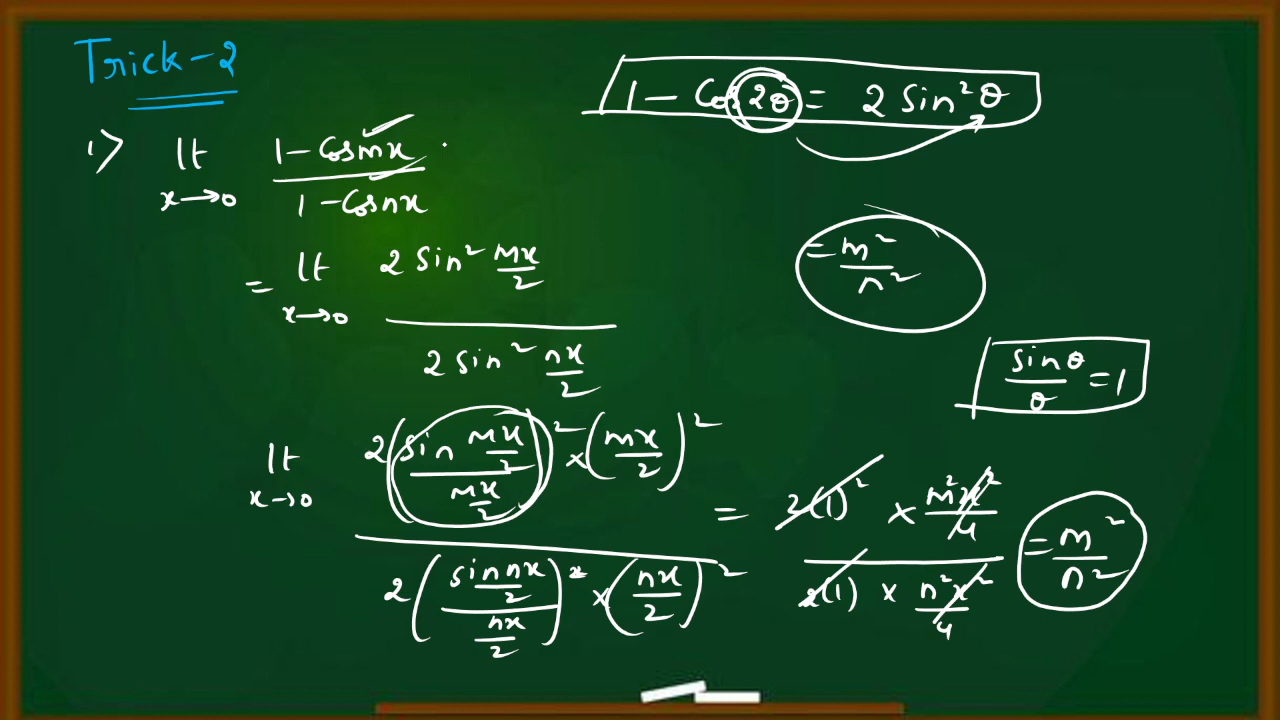 Trick-2
1 - Cos 2θ = 2 Sin² θ
1) lt x→0 (1 - Cos mx)/(1 - Cos nx)
= lt x→0 (2 Sin² mx/2)/(2 Sin² nx/2)
= m²/n²
sinθ/θ = 1
lt x→0 (2 (sin mx/2 / mx/2)² × (mx/2)²)/(2 (sin nx/2 / nx/2)² × (nx/2)²) = (2(1)² × m²x²/4)/(2(1) × n²x²/4) = m²/n²